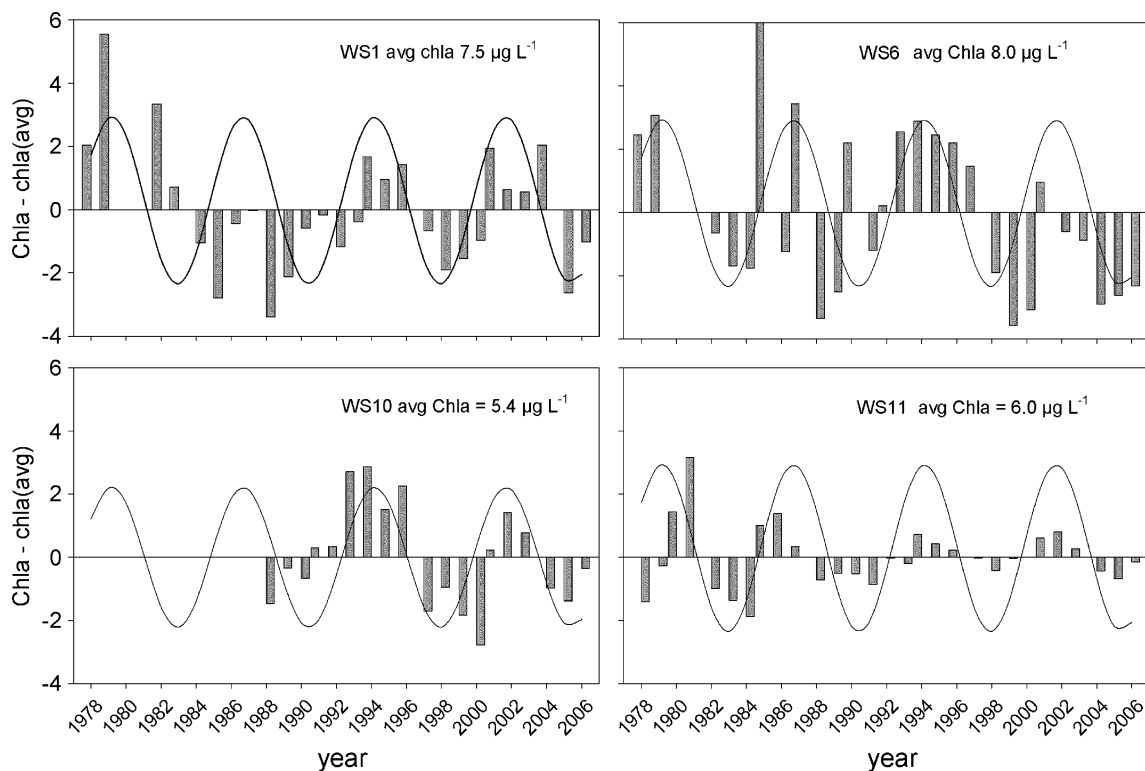 Chla - chla(avg)
6
4
2
0
-2
-4
WS1 avg chla 7.5 µg L⁻¹
WS6 avg Chla 8.0 µg L⁻¹
Chla - chla(avg)
6
4
2
0
-2
-4
WS10 avg Chla = 5.4 µg L⁻¹
WS11 avg Chla = 6.0 µg L⁻¹
1978 1980 1982 1984 1986 1988 1990 1992 1994 1996 1998 2000 2002 2004 2006
1978 1980 1982 1984 1986 1988 1990 1992 1994 1996 1998 2000 2002 2004 2006
year
year